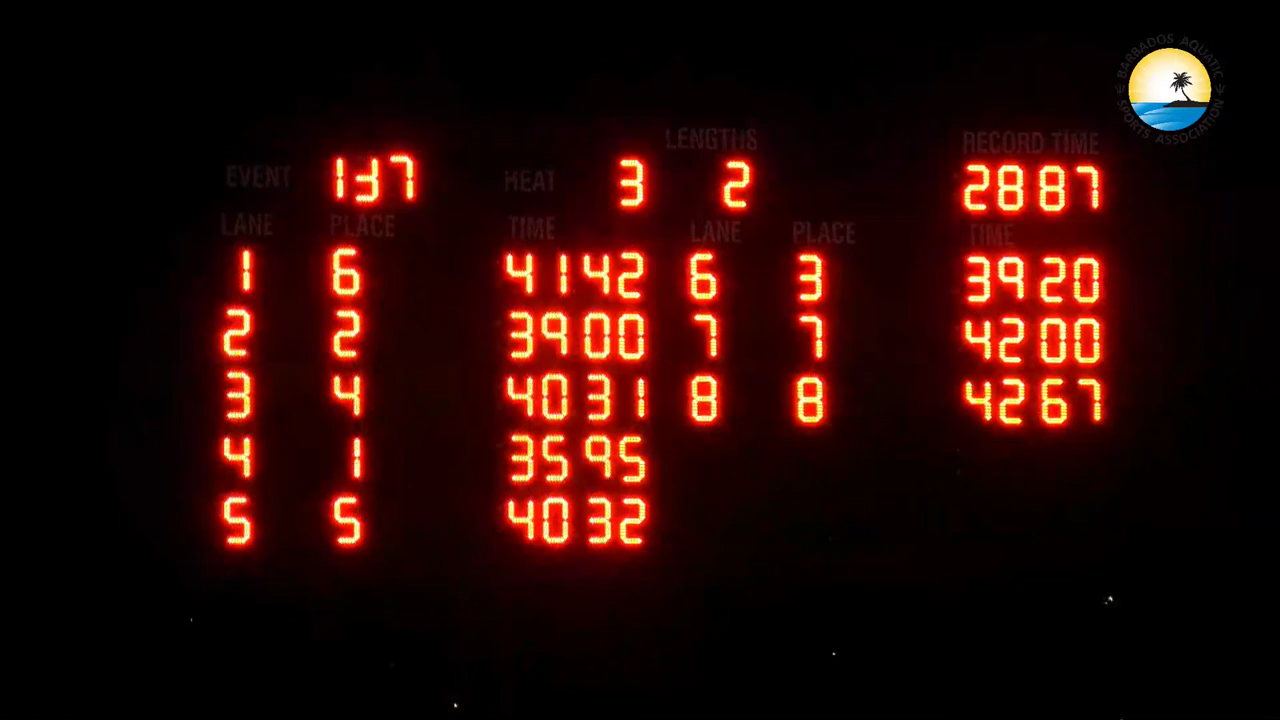 BARBADOS AQUATIC
SPORTS ASSOCIATION
LENGTHS RECORD TIME
EVENT 137 HEAT 3 2 2887
LANE PLACE TIME LANE PLACE TIME
1 6 4142 6 3 3920
2 2 3900 7 7 4200
3 4 4031 8 8 4267
4 1 3595
5 5 4032